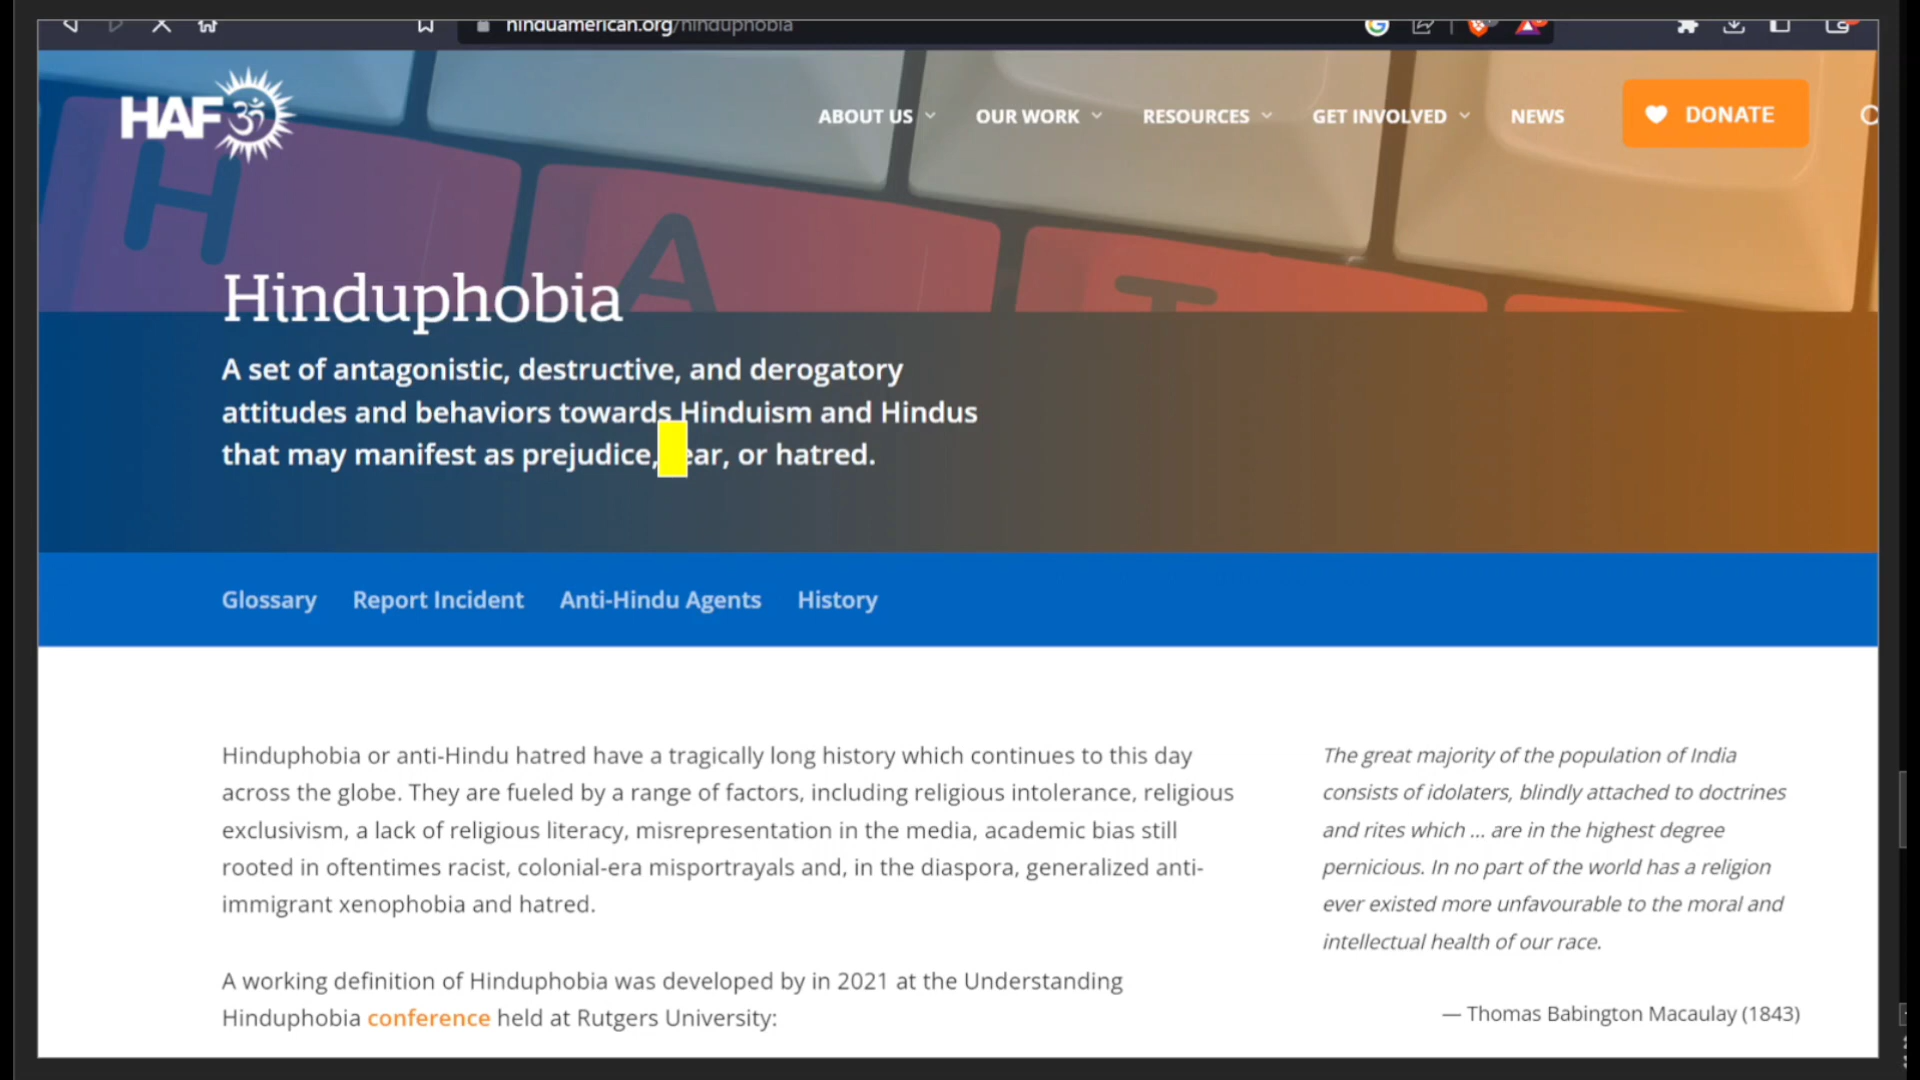 hinduamerican.org/hinduphobia
HAF ॐ
ABOUT US
OUR WORK
RESOURCES
GET INVOLVED
NEWS
DONATE
H A T
Hinduphobia
A set of antagonistic, destructive, and derogatory
attitudes and behaviors towards Hinduism and Hindus
that may manifest as prejudice, ear, or hatred.
Glossary
Report Incident
Anti-Hindu Agents
History
Hinduphobia or anti-Hindu hatred have a tragically long history which continues to this day
across the globe. They are fueled by a range of factors, including religious intolerance, religious
exclusivism, a lack of religious literacy, misrepresentation in the media, academic bias still
rooted in oftentimes racist, colonial-era misportrayals and, in the diaspora, generalized anti-
immigrant xenophobia and hatred.
A working definition of Hinduphobia was developed by in 2021 at the Understanding
Hinduphobia conference held at Rutgers University:
The great majority of the population of India
consists of idolaters, blindly attached to doctrines
and rites which ... are in the highest degree
pernicious. In no part of the world has a religion
ever existed more unfavourable to the moral and
intellectual health of our race.
— Thomas Babington Macaulay (1843)